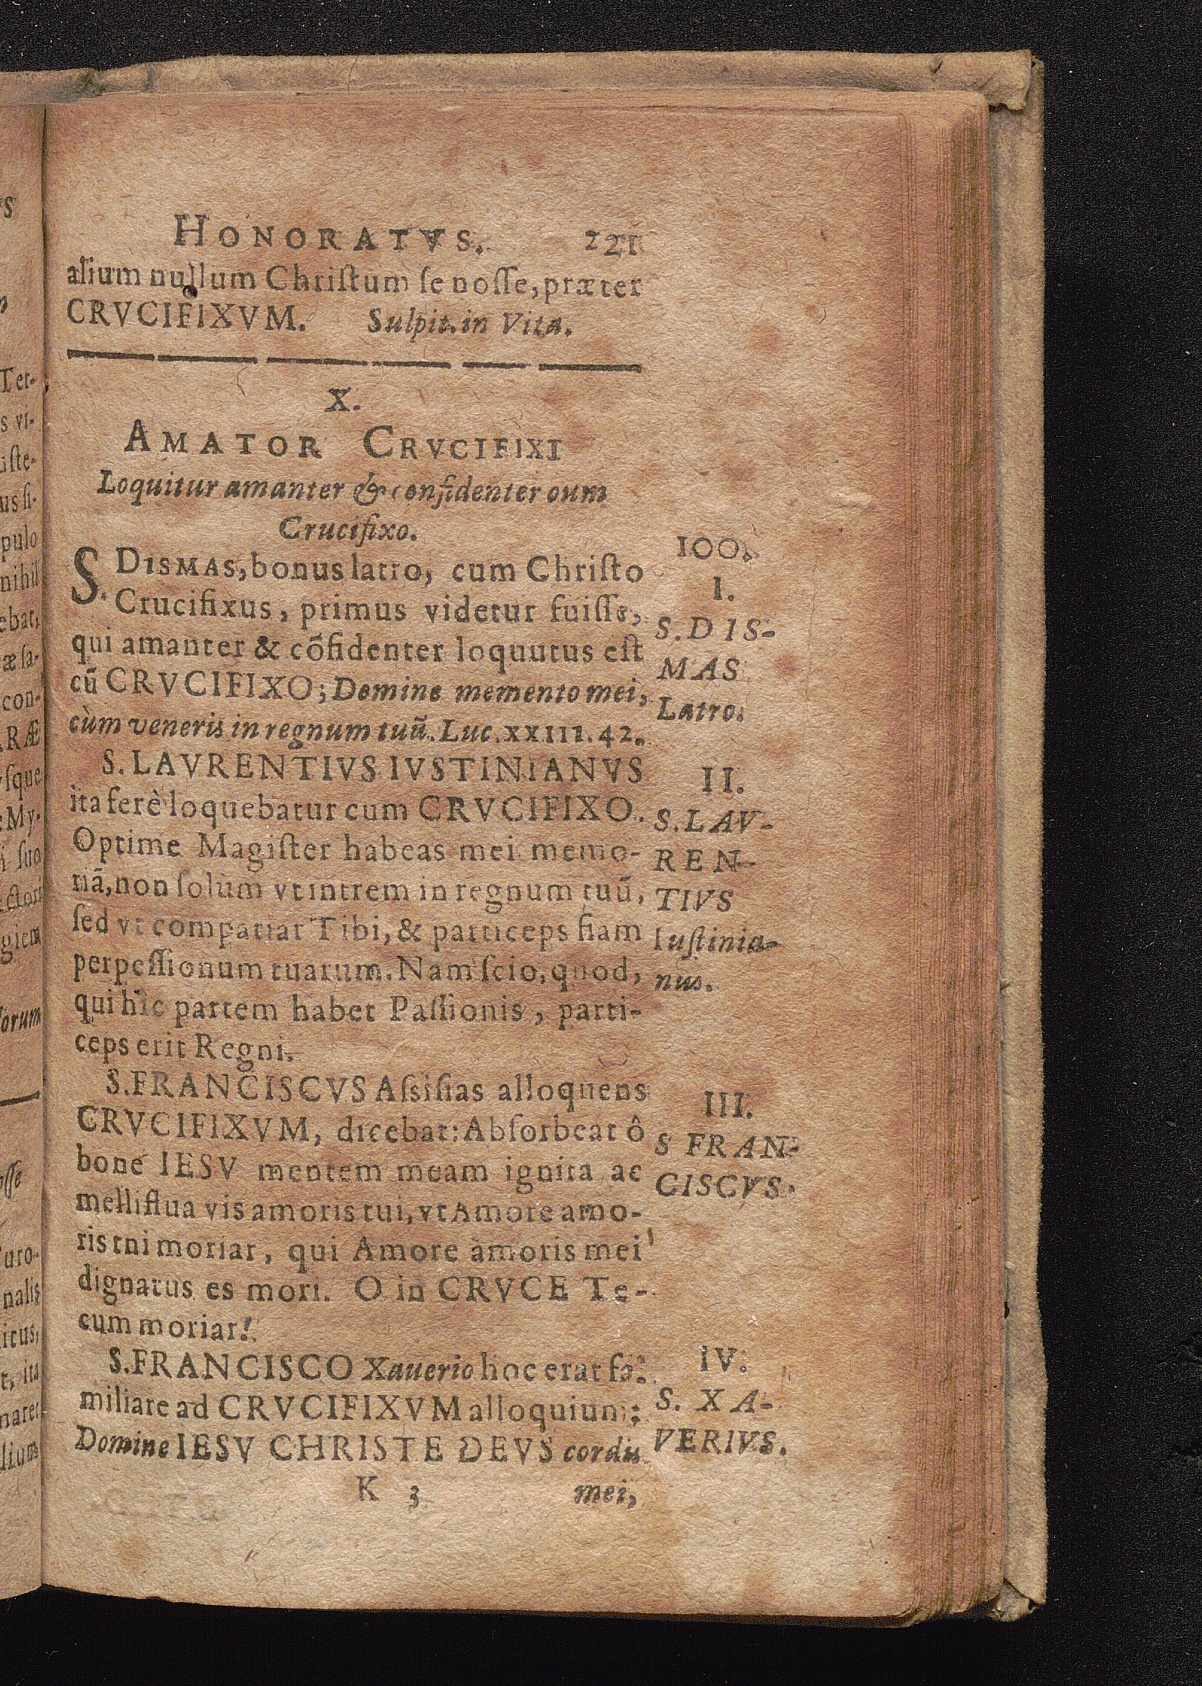 HONORATVS. 221
alium nullum Chriſtum ſe noſſe, præter
CRVCIFIXVM. Sulpit. in Vita.
X.
AMATOR CRVCIFIXI
Loquitur amanter & confidenter cum
Crucifixo.
S. DISMAS, bonus latro, cum Chriſto
Crucifixus, primus videtur fuiſſe,
qui amanter & cõfidenter loquutus eſt
cũ CRVCIFIXO; Domine memento mei,
cùm veneris in regnum tuũ. Luc. XXIII. 42.
100.
I.
S. DIS-
MAS
Latro.
S. LAVRENTIVS IVSTINIANVS
ita ferè loquebatur cum CRVCIFIXO.
Optime Magiſter habeas mei memo-
riã, non ſolùm vt intrem in regnum tuũ,
ſed vt compatiar Tibi, & particeps fiam
perpeſſionum tuarum. Nam ſcio, quod,
qui hîc partem habet Paſſionis, parti-
ceps erit Regni.
II.
S. LAV-
REN-
TIVS
Iuſtinia-
nus.
S. FRANCISCVS Aſsiſias alloquens
CRVCIFIXVM, dicebat: Abſorbeat ô
bone IESV mentem meam ignita ac
melliflua vis amoris tui, vt Amore amo-
ris tui moriar, qui Amore amoris mei
dignatus es mori. O in CRVCE Te-
cum moriar!
III.
S FRAN-
CISCVS.
S. FRANCISCO Xauerio hoc erat fa-
miliare ad CRVCIFIXVM alloquium:
Domine IESV CHRISTE DEVS cordis
IV.
S. XA-
VERIVS.
K 3 mei,